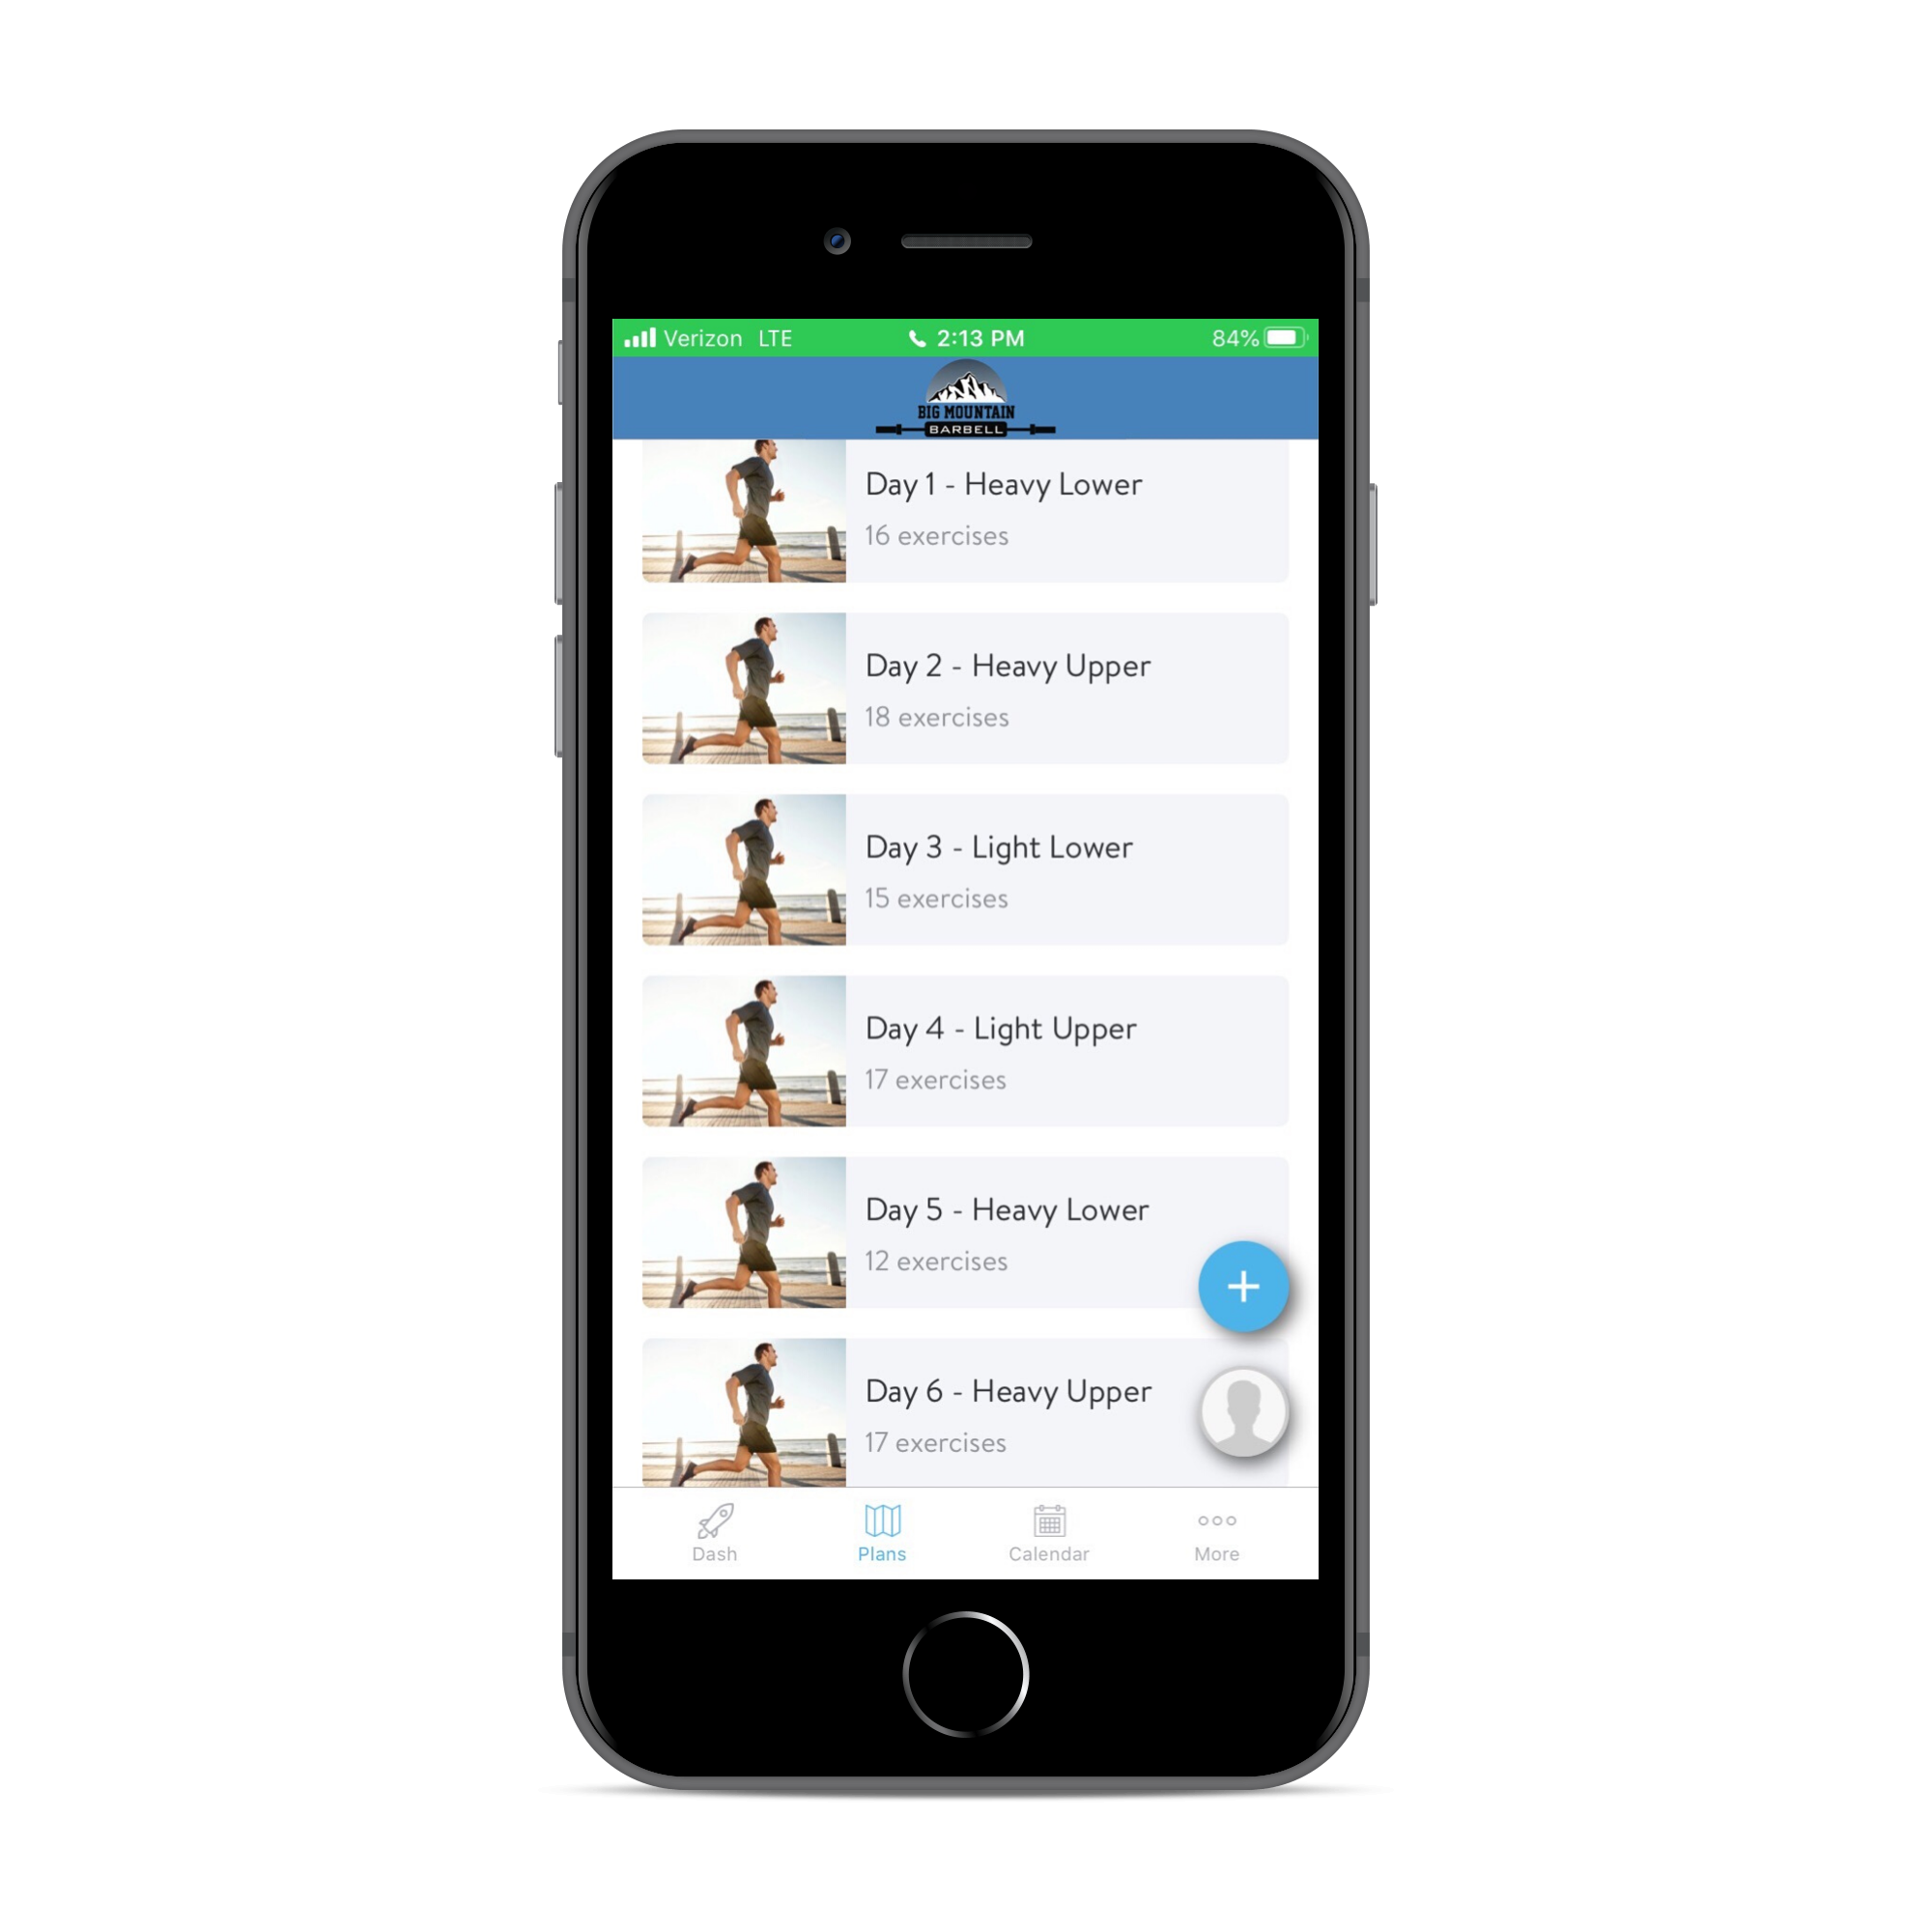 Verizon LTE 2:13 PM 84%
BIG MOUNTAIN
BARBELL
Day 1 - Heavy Lower
16 exercises
Day 2 - Heavy Upper
18 exercises
Day 3 - Light Lower
15 exercises
Day 4 - Light Upper
17 exercises
Day 5 - Heavy Lower
12 exercises
Day 6 - Heavy Upper
17 exercises
Dash Plans Calendar More